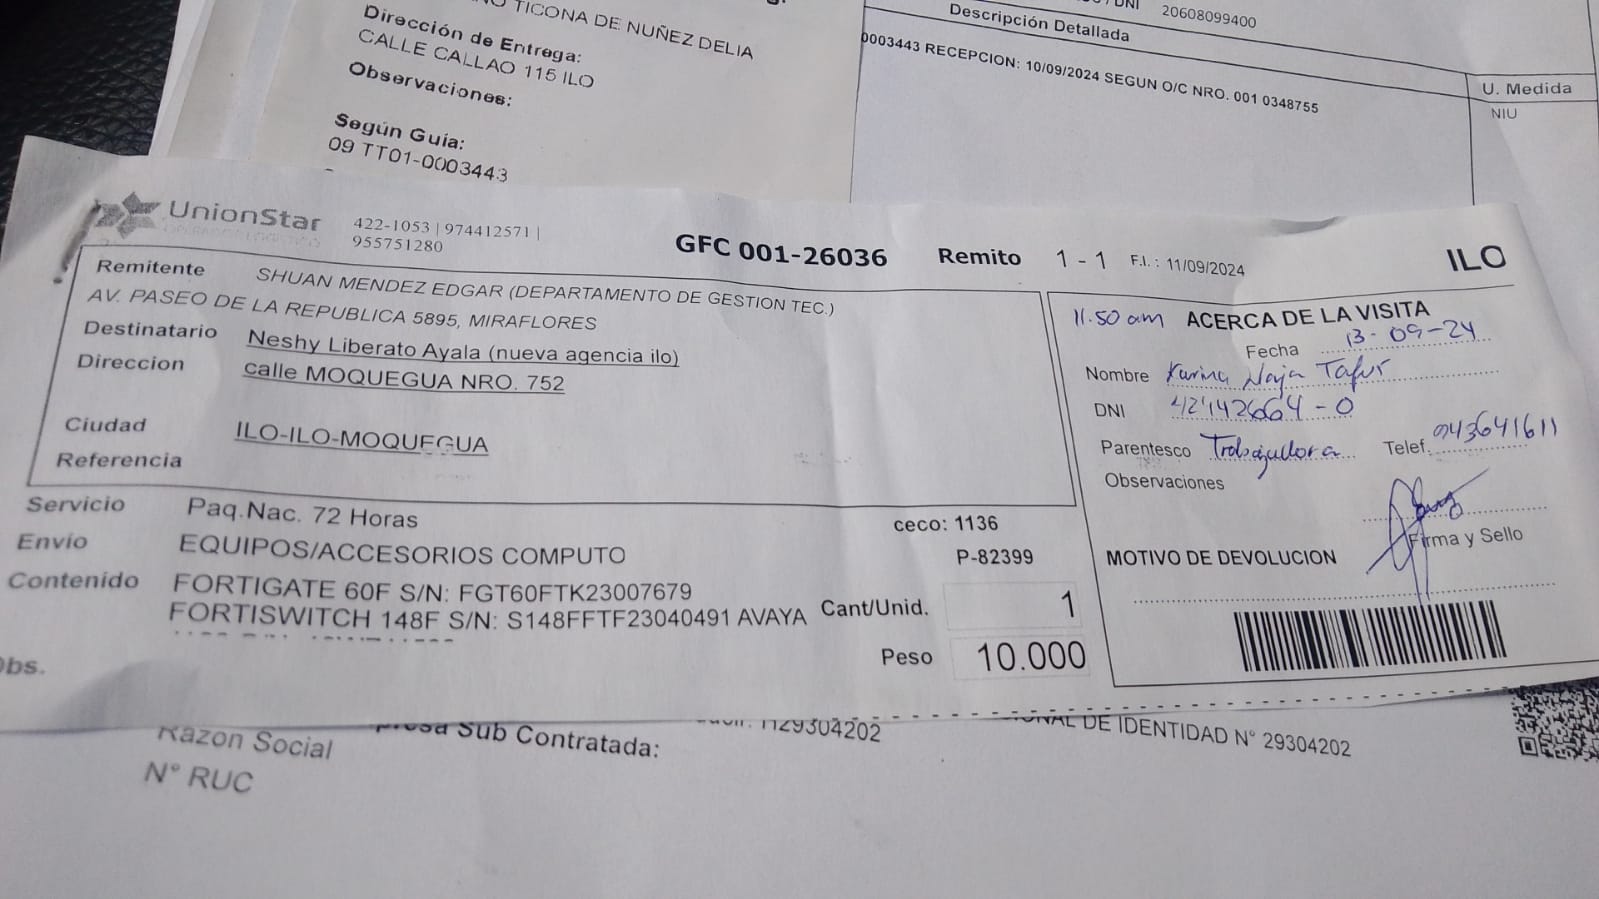 TICONA DE NUÑEZ DELIA
Dirección de Entrega:
CALLE CALLAO 115 ILO
Observaciones:
Según Guía:
09 TT01-0003443
DNI 20608099400
Descripción Detallada
0003443 RECEPCION: 10/09/2024 SEGUN O/C NRO. 001 0348755
U. Medida
NIU
UnionStar
OPERADOR LOGISTICO
422-1053 | 974412571 |
955751280
GFC 001-26036 Remito 1 - 1 F.I.: 11/09/2024
ILO
Remitente SHUAN MENDEZ EDGAR (DEPARTAMENTO DE GESTION TEC.)
AV. PASEO DE LA REPUBLICA 5895, MIRAFLORES
Destinatario Neshy Liberato Ayala (nueva agencia ilo)
Direccion calle MOQUEGUA NRO. 752
Ciudad ILO-ILO-MOQUEGUA
Referencia
Servicio Paq.Nac. 72 Horas
ceco: 1136
Envío EQUIPOS/ACCESORIOS COMPUTO
P-82399
Contenido FORTIGATE 60F S/N: FGT60FTK23007679
FORTISWITCH 148F S/N: S148FFTF23040491 AVAYA
Cant/Unid. 1
Peso 10.000
Obs.
11.50 am ACERCA DE LA VISITA
Fecha 13-09-24
Nombre Karina Naja Tafur
DNI 42142664-0
Parentesco Trabajadora Telef. 943641611
Observaciones
Firma y Sello
MOTIVO DE DEVOLUCION
Sub Contratada:
Razón Social
N° RUC
29304202
DE IDENTIDAD N° 29304202